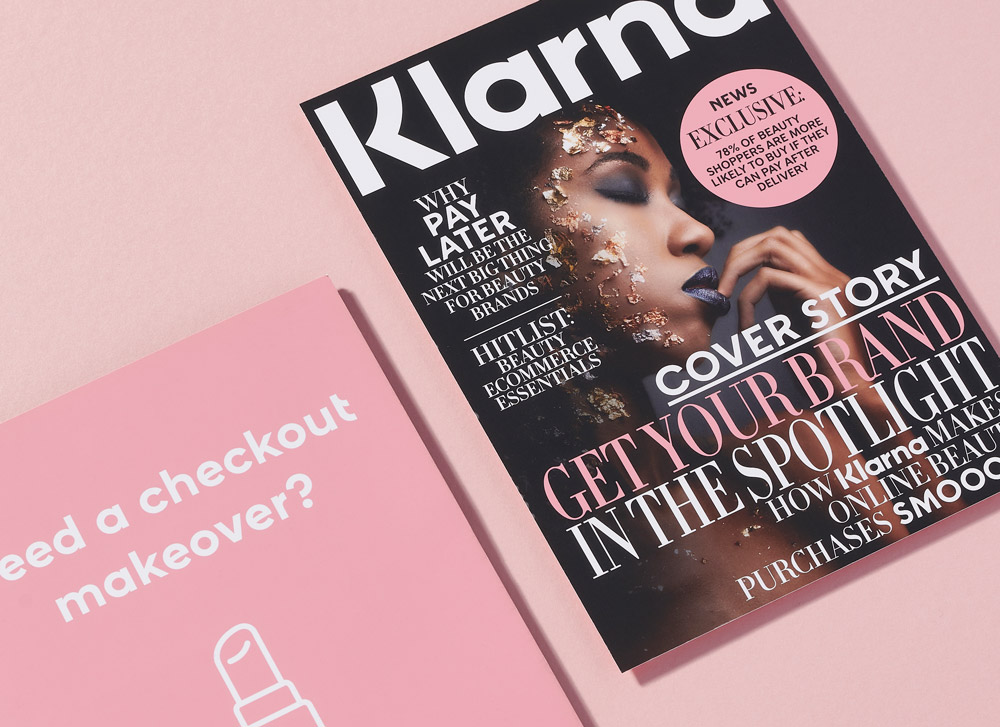 Klarna
NEWS
EXCLUSIVE:
78% OF BEAUTY
SHOPPERS ARE MORE
LIKELY TO BUY IF THEY
CAN PAY AFTER
DELIVERY
WHY
PAY
LATER
WILL BE THE
NEXT BIG THING
FOR BEAUTY
BRANDS
HITLIST:
BEAUTY
ECOMMERCE
ESSENTIALS
COVER STORY
GET YOUR BRAND
IN THE SPOTLIGHT
HOW Klarna MAKES
ONLINE BEAUT
PURCHASES SMOOO
eed a checkout
makeover?